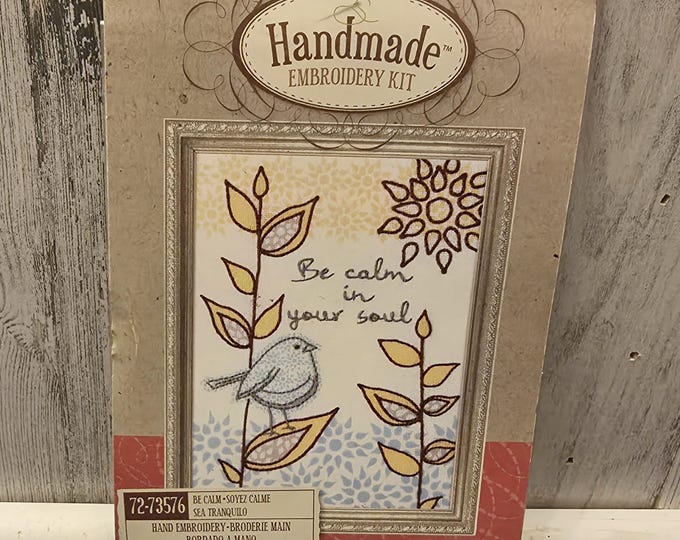 Handmade™
EMBROIDERY KIT
Be calm
in
your soul
72-73576
BE CALM•SOYEZ CALME
SEA TRANQUILO
HAND EMBROIDERY•BRODERIE MAIN
BORDADO A MANO